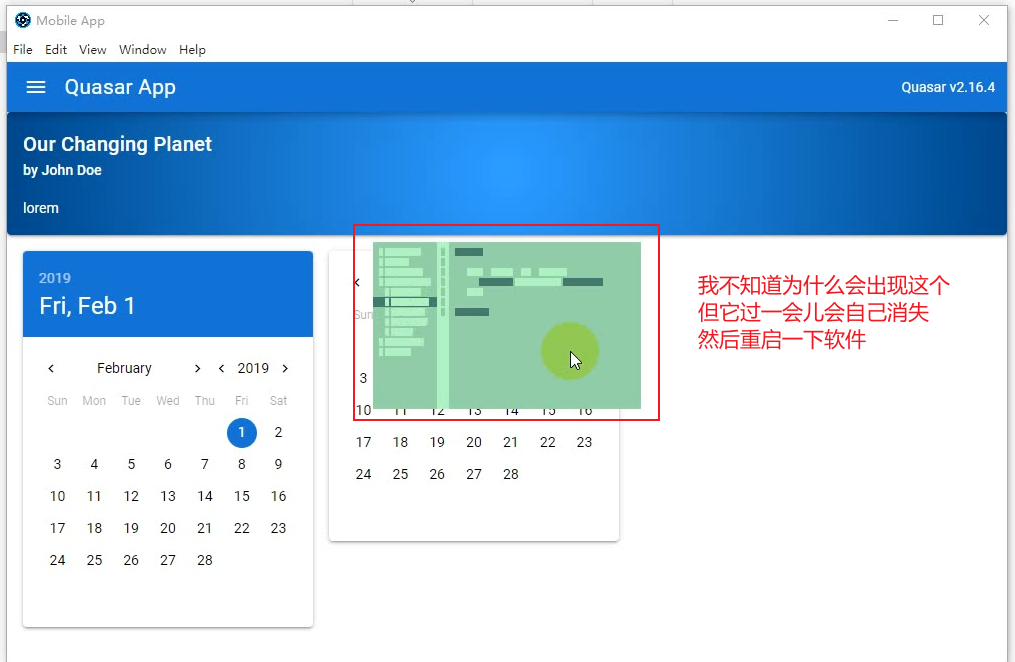 Mobile App
File Edit View Window Help
Quasar App
Quasar v2.16.4
Our Changing Planet
by John Doe
lorem
2019
Fri, Feb 1
February 2019
Sun Mon Tue Wed Thu Fri Sat
1 2
3 4 5 6 7 8 9
10 11 12 13 14 15 16
17 18 19 20 21 22 23
24 25 26 27 28
Sun
3
10 11 12 13 14 15 16
17 18 19 20 21 22 23
24 25 26 27 28
我不知道为什么会出现这个
但它过一会儿会自己消失
然后重启一下软件